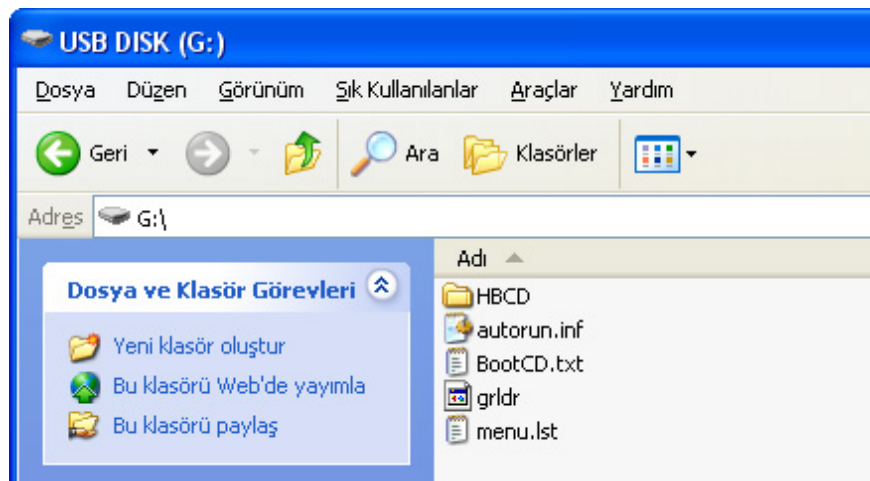 USB DISK (G:)
Dosya Düzen Görünüm Sık Kullanılanlar Araçlar Yardım
Geri Ara Klasörler
Adres G:\
Adı
Dosya ve Klasör Görevleri
Yeni klasör oluştur
Bu klasörü Web'de yayımla
Bu klasörü paylaş
HBCD
autorun.inf
BootCD.txt
grldr
menu.lst